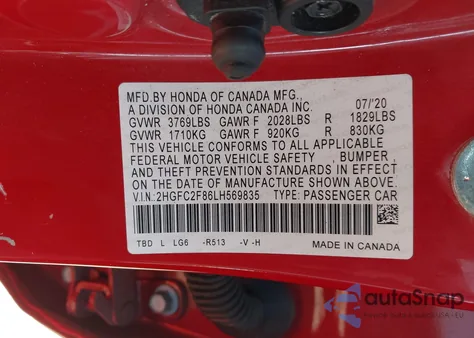 MFD.BY HONDA OF CANADA MFG.,
A DIVISION OF HONDA CANADA INC. 07/'20
GVWR 3769LBS GAWR F 2028LBS R 1829LBS
GVWR 1710KG GAWR F 920KG R 830KG
THIS VEHICLE CONFORMS TO ALL APPLICABLE
FEDERAL MOTOR VEHICLE SAFETY , BUMPER ,
AND THEFT PREVENTION STANDARDS IN EFFECT
ON THE DATE OF MANUFACTURE SHOWN ABOVE.
V.I.N.:2HGFC2F86LH569835 TYPE: PASSENGER CAR
TBD L LG6 -R513 -V -H MADE IN CANADA
autoSnap